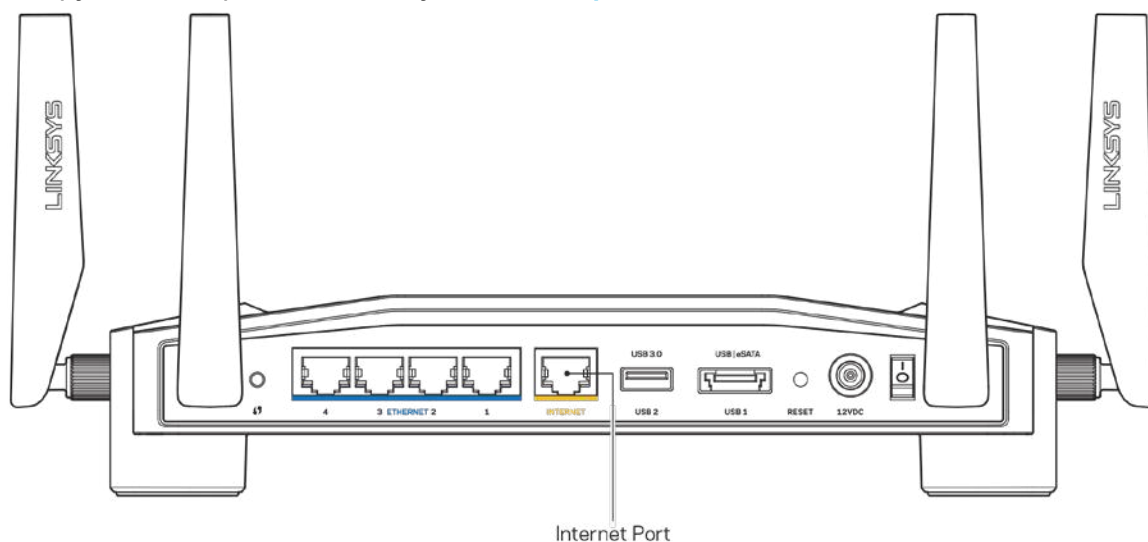 LINKSYS
LINKSYS
USB 3.0
USB | eSATA
4
3 ETHERNET 2
1
INTERNET
USB 2
USB 1
RESET
12VDC
Internet Port